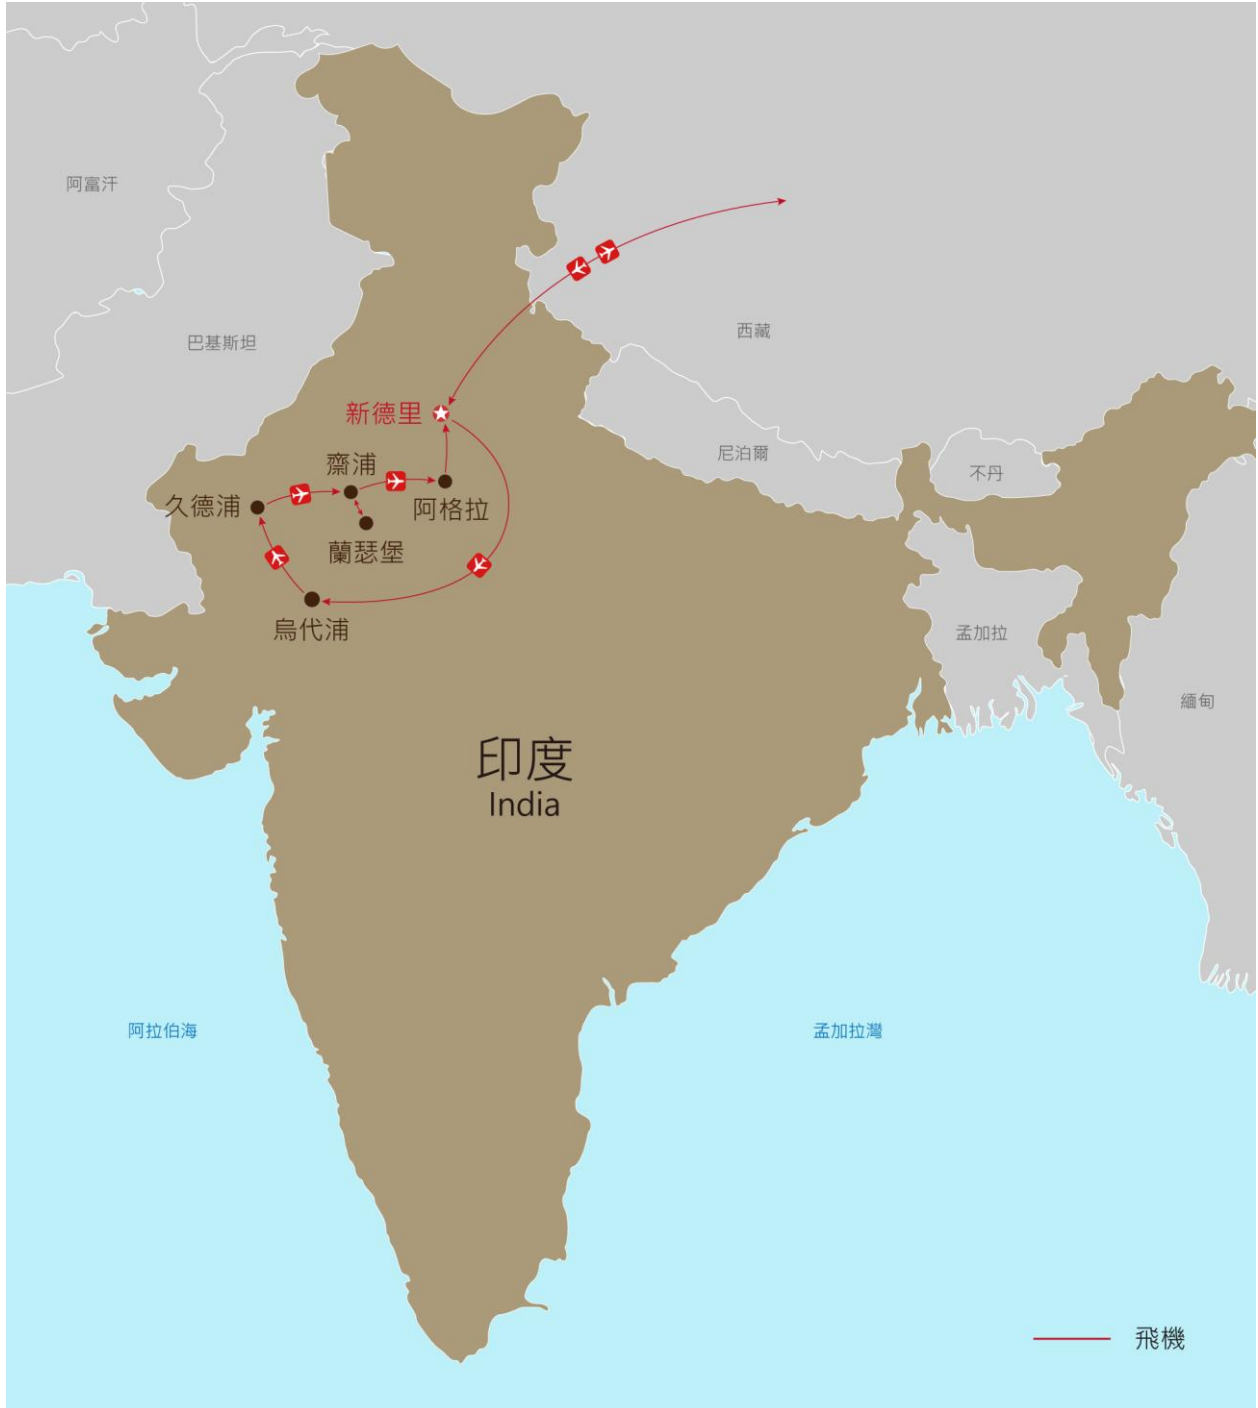 阿富汗
巴基斯坦
西藏
新德里
尼泊爾
不丹
齋浦
久德浦
阿格拉
蘭瑟堡
烏代浦
孟加拉
緬甸
印度
India
阿拉伯海
孟加拉灣
飛機